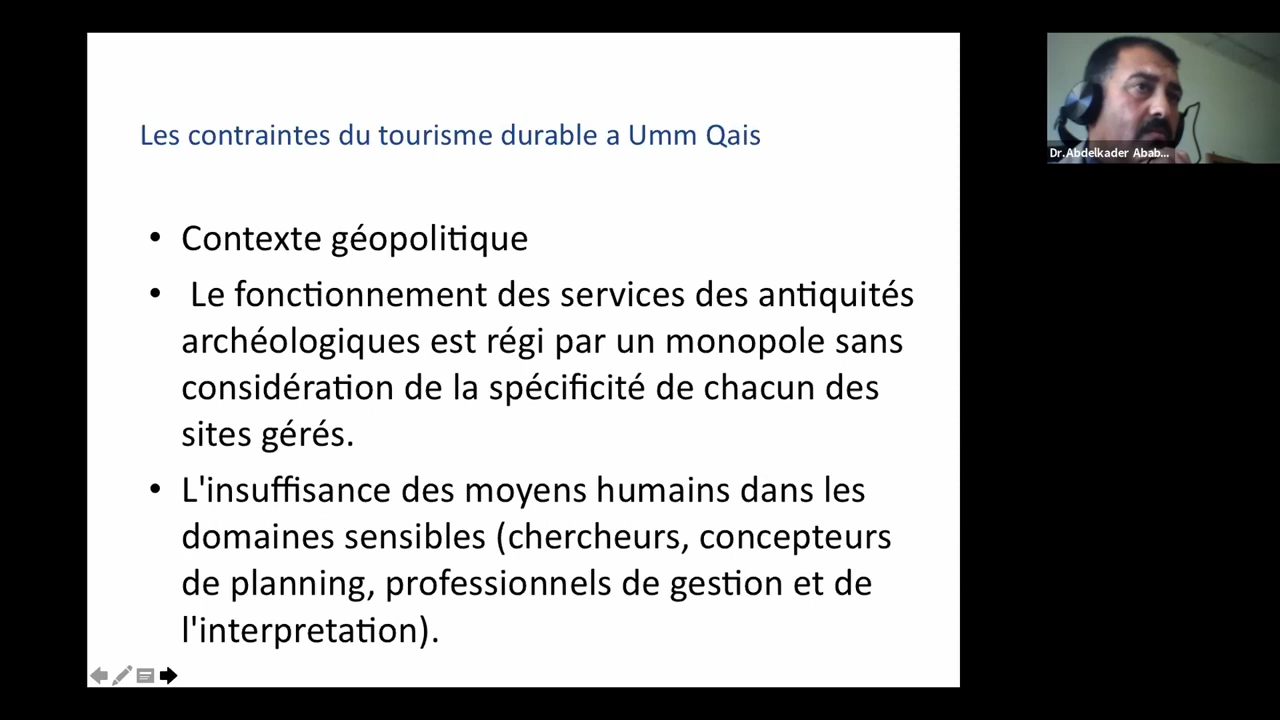 Les contraintes du tourisme durable a Umm Qais
• Contexte géopolitique
• Le fonctionnement des services des antiquités
archéologiques est régi par un monopole sans
considération de la spécificité de chacun des
sites gérés.
• L'insuffisance des moyens humains dans les
domaines sensibles (chercheurs, concepteurs
de planning, professionnels de gestion et de
l'interpretation).
Dr.Abdelkader Abab...